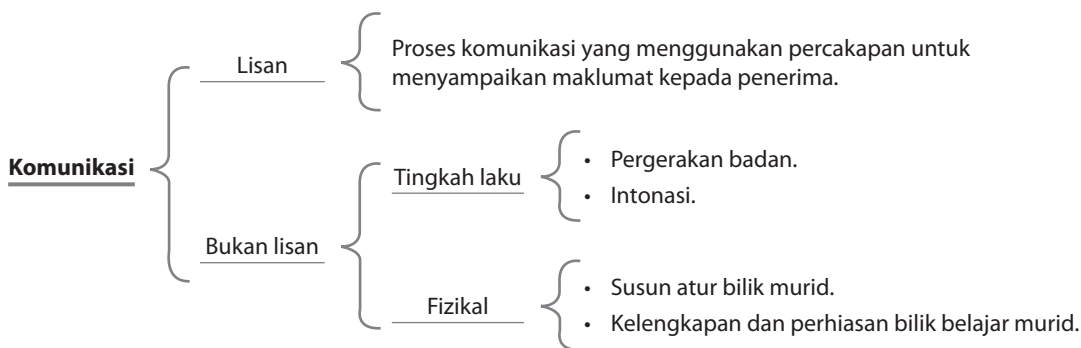 Komunikasi
Lisan
Proses komunikasi yang menggunakan percakapan untuk
menyampaikan maklumat kepada penerima.
Bukan lisan
Tingkah laku
• Pergerakan badan.
• Intonasi.
Fizikal
• Susun atur bilik murid.
• Kelengkapan dan perhiasan bilik belajar murid.